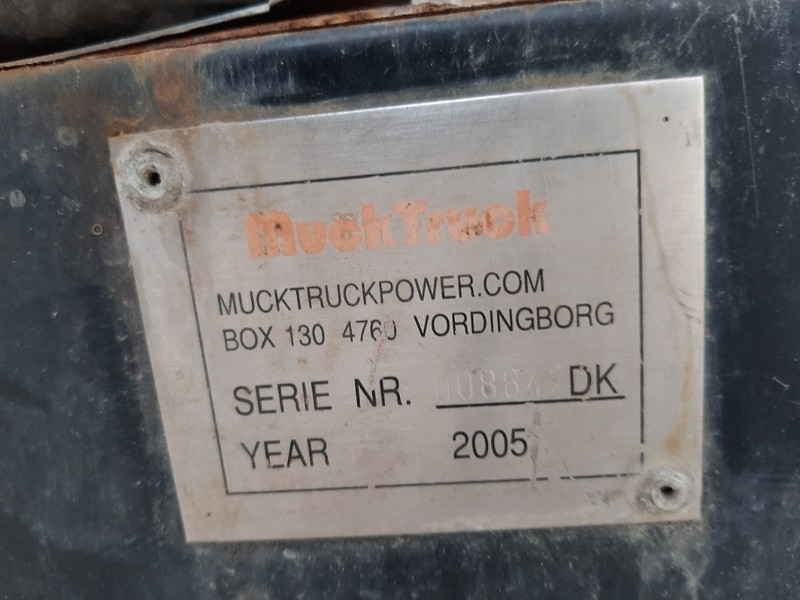 MuckTruck
MUCKTRUCKPOWER.COM
BOX 130 4760 VORDINGBORG
SERIE NR. DK
YEAR 2005